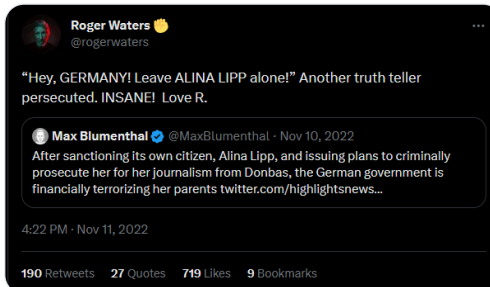 Roger Waters ✊
@rogerwaters
“Hey, GERMANY! Leave ALINA LIPP alone!” Another truth teller
persecuted. INSANE! Love R.
Max Blumenthal @MaxBlumenthal · Nov 10, 2022
After sanctioning its own citizen, Alina Lipp, and issuing plans to criminally
prosecute her for her journalism from Donbas, the German government is
financially terrorizing her parents twitter.com/highlightsnews...
4:22 PM · Nov 11, 2022
190 Retweets 27 Quotes 719 Likes 9 Bookmarks